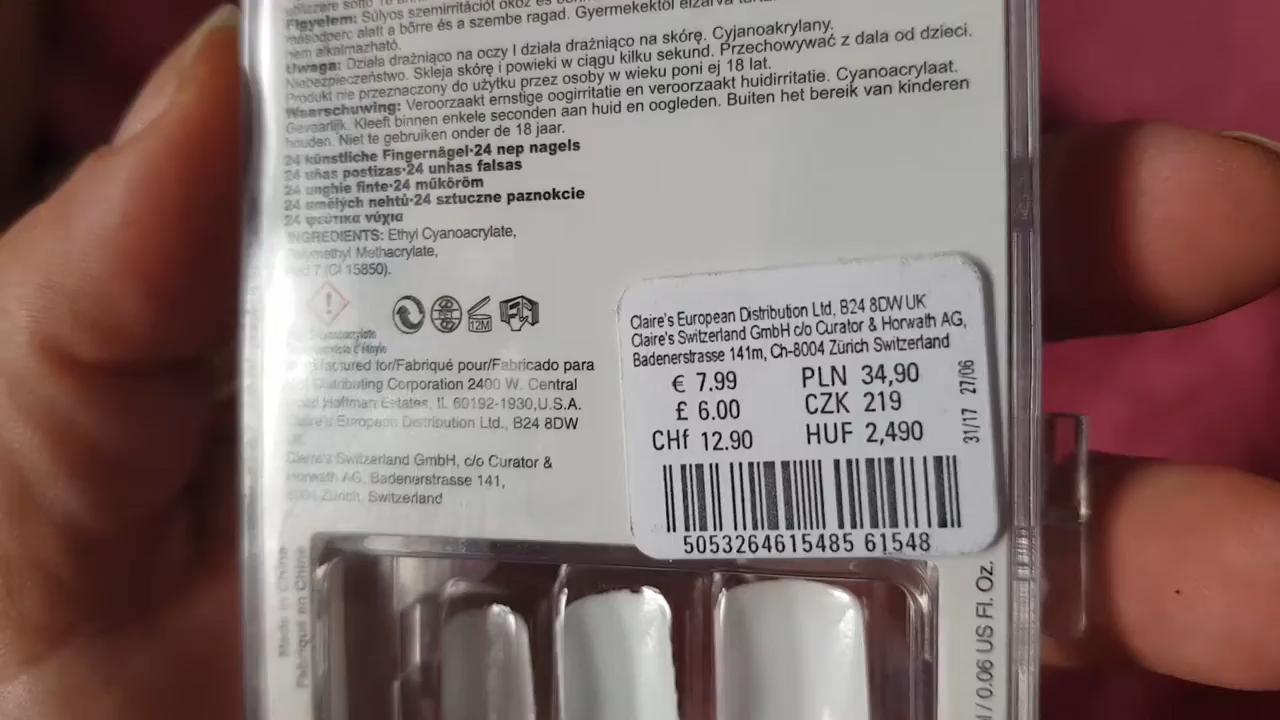 Figyelem: Súlyos szemirritációt okoz és
másodperc alatt a bőrre és a szembe ragad. Gyermekektől elzárva
nem alkalmazható.
Uwaga: Działa drażniąco na oczy I działa drażniąco na skórę. Cyjanoakrylany.
Niebezpieczeństwo. Skleja skórę i powieki w ciągu kilku sekund. Przechowywać z dala od dzieci.
Produkt nie przeznaczony do użytku przez osoby w wieku poni ej 18 lat.
Waarschuwing: Veroorzaakt ernstige oogirritatie en veroorzaakt huidirritatie. Cyanoacrylaat.
Gevaarlijk. Kleeft binnen enkele seconden aan huid en oogleden. Buiten het bereik van kinderen
houden. Niet te gebruiken onder de 18 jaar.
24 künstliche Fingernägel•24 nep nagels
24 uñas postizas•24 unhas falsas
24 unghie finte•24 műköröm
24 umělých nehtů•24 sztuczne paznokcie
24 ψεύτικα νύχια
INGREDIENTS: Ethyl Cyanoacrylate,
Polymethyl Methacrylate,
Red 7 (CI 15850).
12M
for/Fabriqué pour/Fabricado para
Distributing Corporation 2400 W. Central
Hoffman Estates, IL 60192-1930,U.S.A.
Claire's European Distribution Ltd., B24 8DW
Claire's Switzerland GmbH, c/o Curator &
Horwath AG, Badenerstrasse 141,
8004 Zürich, Switzerland
Claire's European Distribution Ltd, B24 8DW UK
Claire's Switzerland GmbH c/o Curator & Horwath AG,
Badenerstrasse 141m, Ch-8004 Zürich Switzerland
€ 7.99 PLN 34,90
£ 6.00 CZK 219
CHf 12.90 HUF 2,490
31/17 27/06
5053264615485 61548
Made in China
Fabriqué en Chine
/ 0.06 US Fl. Oz.